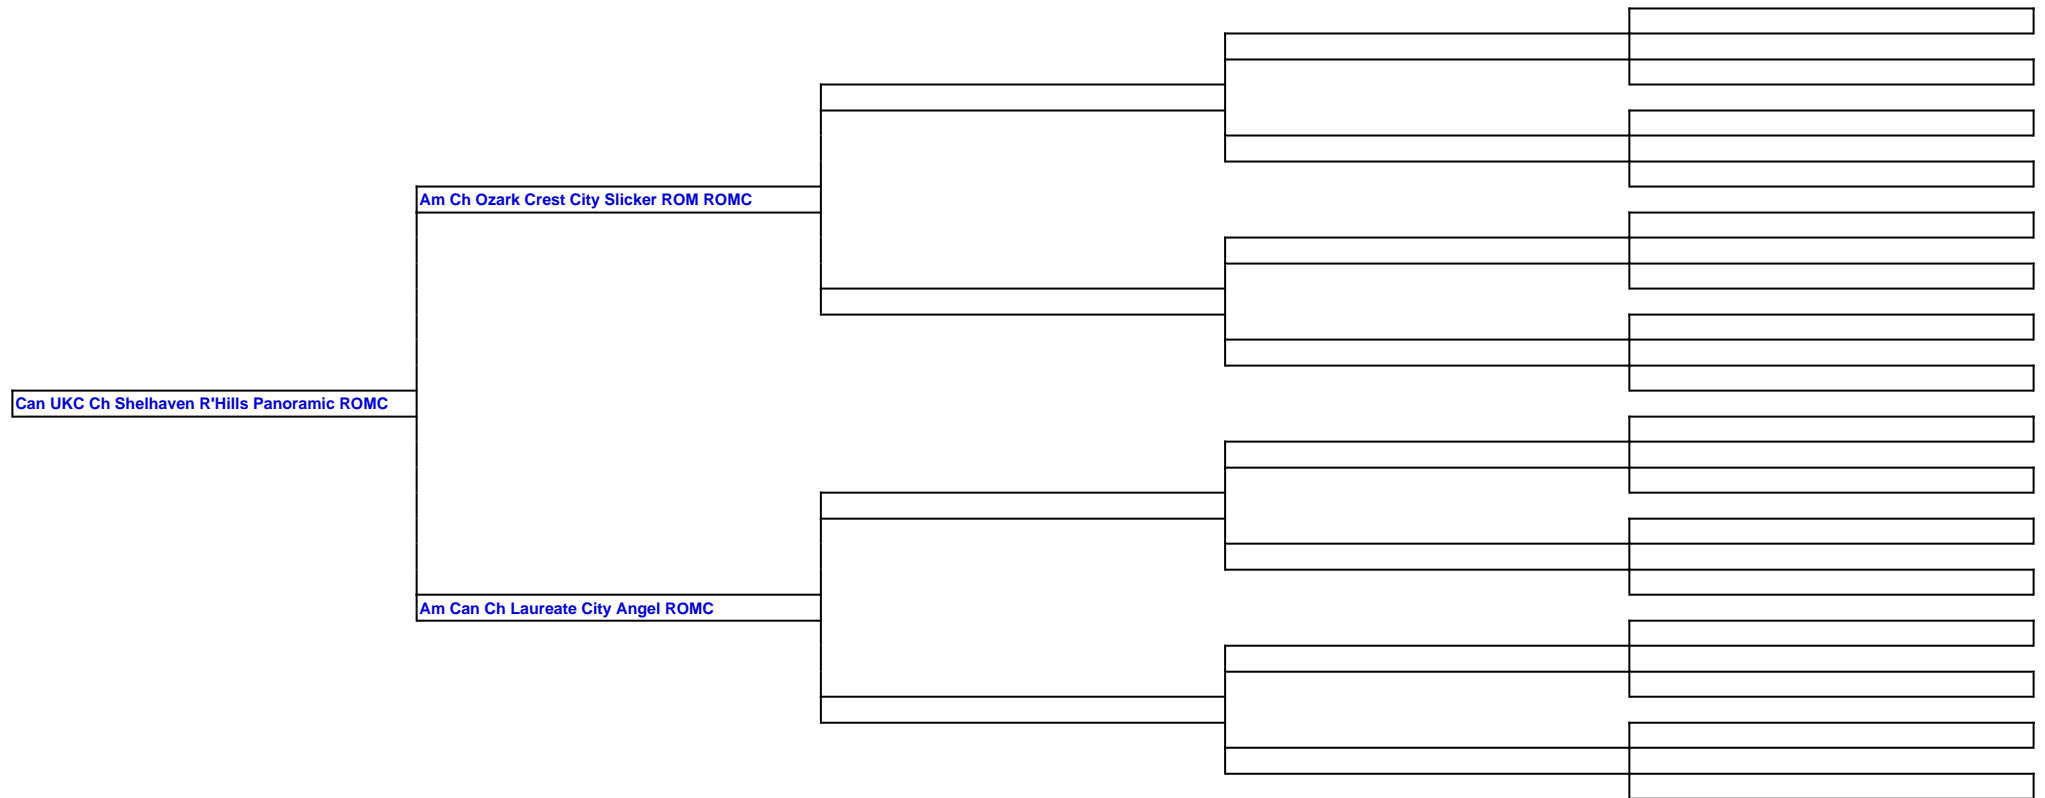 Am Ch Ozark Crest City Slicker ROM ROMC
Can UKC Ch Shelhaven R'Hills Panoramic ROMC
Am Can Ch Laureate City Angel ROMC